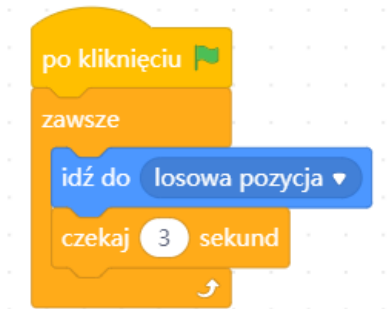 po kliknięciu
zawsze
idź do losowa pozycja
czekaj 3 sekund